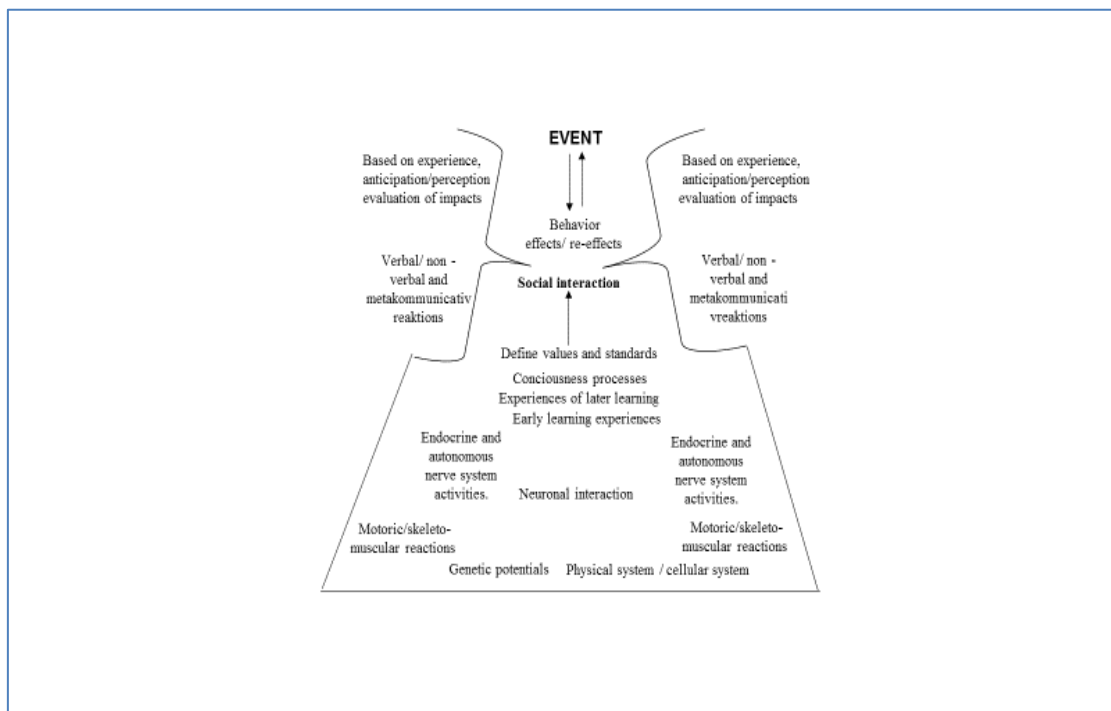 EVENT
Based on experience,
anticipation/perception
evaluation of impacts
Based on experience,
anticipation/perception
evaluation of impacts
Behavior
effects/ re-effects
Verbal/ non -
verbal and
metakommunicativ
reaktions
Social interaction
Verbal/ non -
verbal and
metakommunicati
vreaktions
Define values and standards
Conciousness processes
Experiences of later learning
Early learning experiences
Endocrine and
autonomous
nerve system
activities.
Neuronal interaction
Endocrine and
autonomous
nerve system
activities.
Motoric/skeleto-
muscular reactions
Motoric/skeleto-
muscular reactions
Genetic potentials
Physical system / cellular system